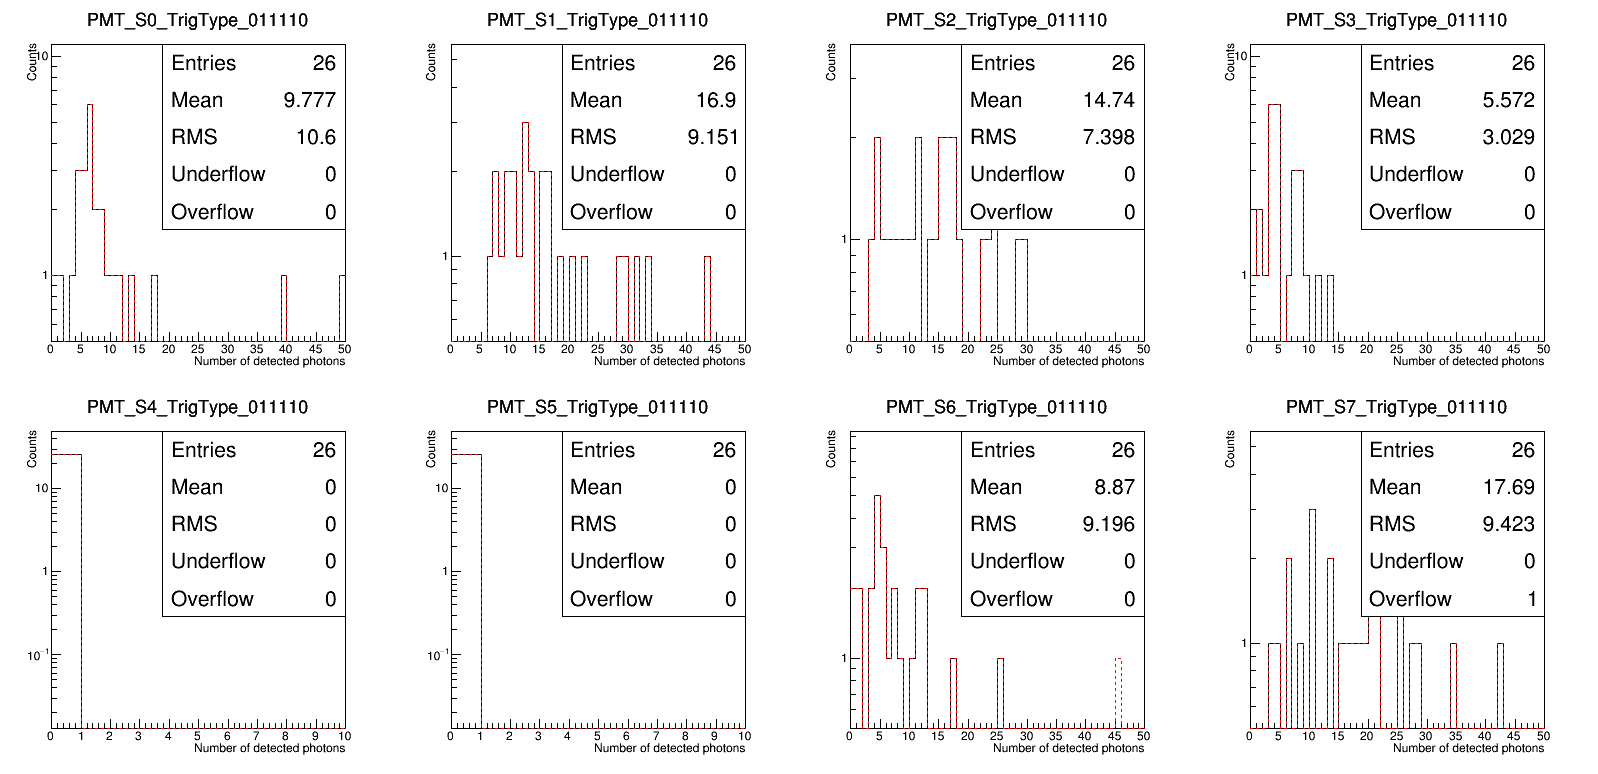 PMT_S0_TrigType_011110
Counts
10
1
Entries 26
Mean 9.777
RMS 10.6
Underflow 0
Overflow 0
0 5 10 15 20 25 30 35 40 45 50
Number of detected photons
PMT_S1_TrigType_011110
Counts
1
Entries 26
Mean 16.9
RMS 9.151
Underflow 0
Overflow 0
0 5 10 15 20 25 30 35 40 45 50
Number of detected photons
PMT_S2_TrigType_011110
Counts
1
Entries 26
Mean 14.74
RMS 7.398
Underflow 0
Overflow 0
0 5 10 15 20 25 30 35 40 45 50
Number of detected photons
PMT_S3_TrigType_011110
Counts
10
1
Entries 26
Mean 5.572
RMS 3.029
Underflow 0
Overflow 0
0 5 10 15 20 25 30 35 40 45 50
Number of detected photons
PMT_S4_TrigType_011110
Counts
10
1
10⁻¹
Entries 26
Mean 0
RMS 0
Underflow 0
Overflow 0
0 1 2 3 4 5 6 7 8 9 10
Number of detected photons
PMT_S5_TrigType_011110
Counts
10
1
10⁻¹
Entries 26
Mean 0
RMS 0
Underflow 0
Overflow 0
0 1 2 3 4 5 6 7 8 9 10
Number of detected photons
PMT_S6_TrigType_011110
Counts
1
Entries 26
Mean 8.87
RMS 9.196
Underflow 0
Overflow 0
0 5 10 15 20 25 30 35 40 45 50
Number of detected photons
PMT_S7_TrigType_011110
Counts
1
Entries 26
Mean 17.69
RMS 9.423
Underflow 0
Overflow 1
0 5 10 15 20 25 30 35 40 45 50
Number of detected photons